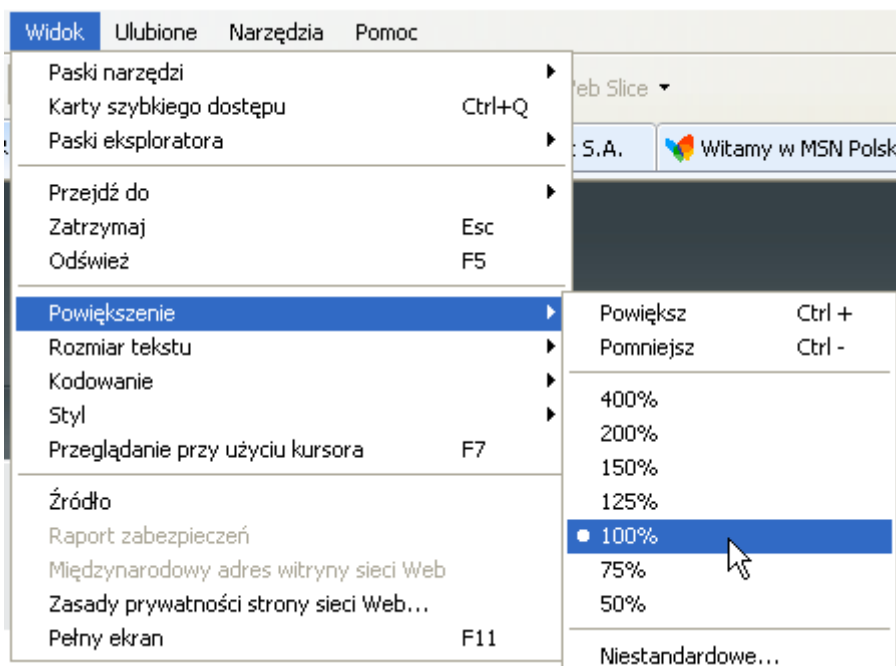 Widok Ulubione Narzędzia Pomoc
Paski narzędzi
Karty szybkiego dostępu Ctrl+Q
Paski eksploratora
Przejdź do
Zatrzymaj Esc
Odśwież F5
Powiększenie
Rozmiar tekstu
Kodowanie
Styl
Przeglądanie przy użyciu kursora F7
Źródło
Raport zabezpieczeń
Międzynarodowy adres witryny sieci Web
Zasady prywatności strony sieci Web...
Pełny ekran F11
Slice
S.A. Witamy w MSN
Powiększ Ctrl +
Pomniejsz Ctrl -
400%
200%
150%
125%
100%
75%
50%
Niestandardowe...